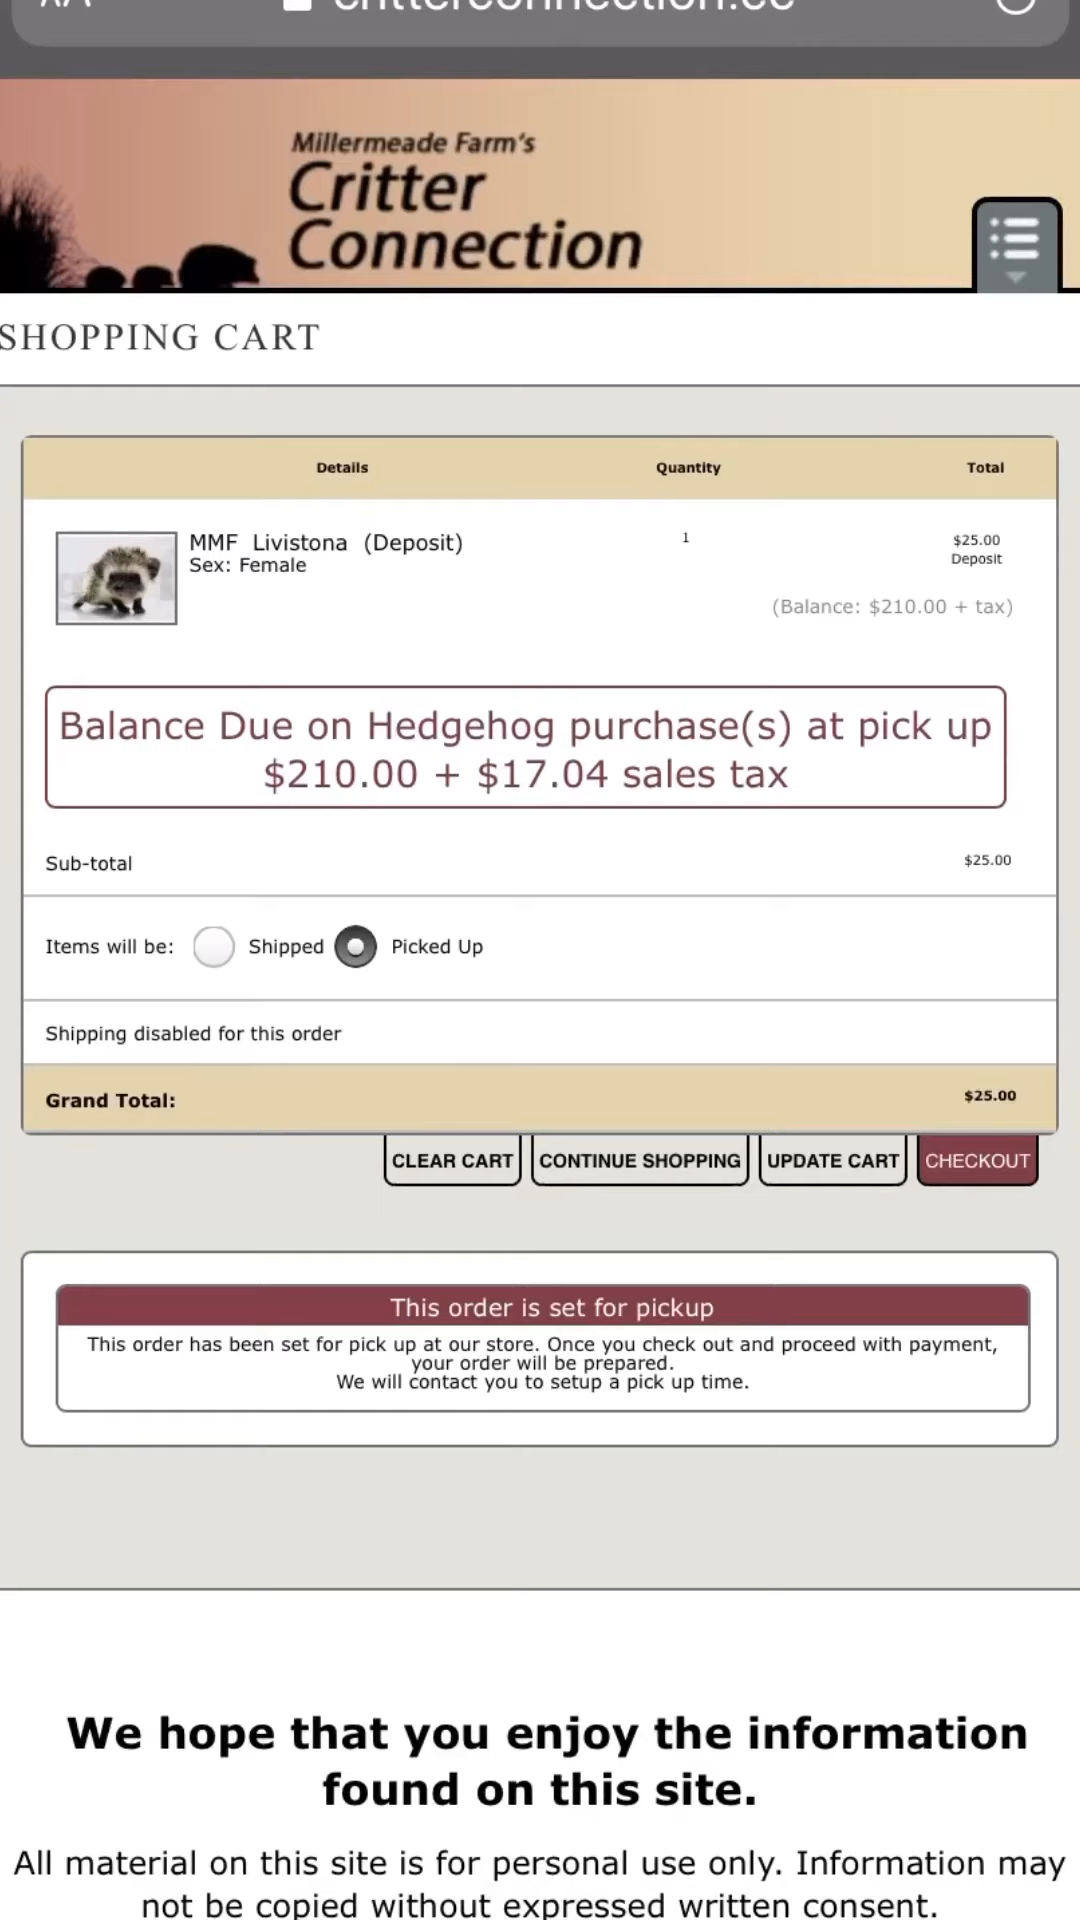 Millermeade Farm's
Critter
Connection
SHOPPING CART
Details Quantity Total
MMF Livistona (Deposit) 1 $25.00
Sex: Female Deposit
(Balance: $210.00 + tax)
Balance Due on Hedgehog purchase(s) at pick up
$210.00 + $17.04 sales tax
Sub-total $25.00
Items will be: Shipped Picked Up
Shipping disabled for this order
Grand Total: $25.00
CLEAR CART CONTINUE SHOPPING UPDATE CART CHECKOUT
This order is set for pickup
This order has been set for pick up at our store. Once you check out and proceed with payment,
your order will be prepared.
We will contact you to setup a pick up time.
We hope that you enjoy the information
found on this site.
All material on this site is for personal use only. Information may
not be copied without expressed written consent.